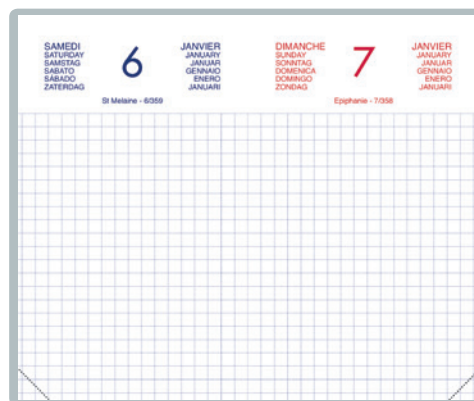 SAMEDI
SATURDAY
SAMSTAG
SABATO
SÁBADO
ZATERDAG
6
JANVIER
JANUARY
JANUAR
GENNAIO
ENERO
JANUARI
St Melaine - 6/359
DIMANCHE
SUNDAY
SONNTAG
DOMENICA
DOMINGO
ZONDAG
7
JANVIER
JANUARY
JANUAR
GENNAIO
ENERO
JANUARI
Epiphanie - 7/358